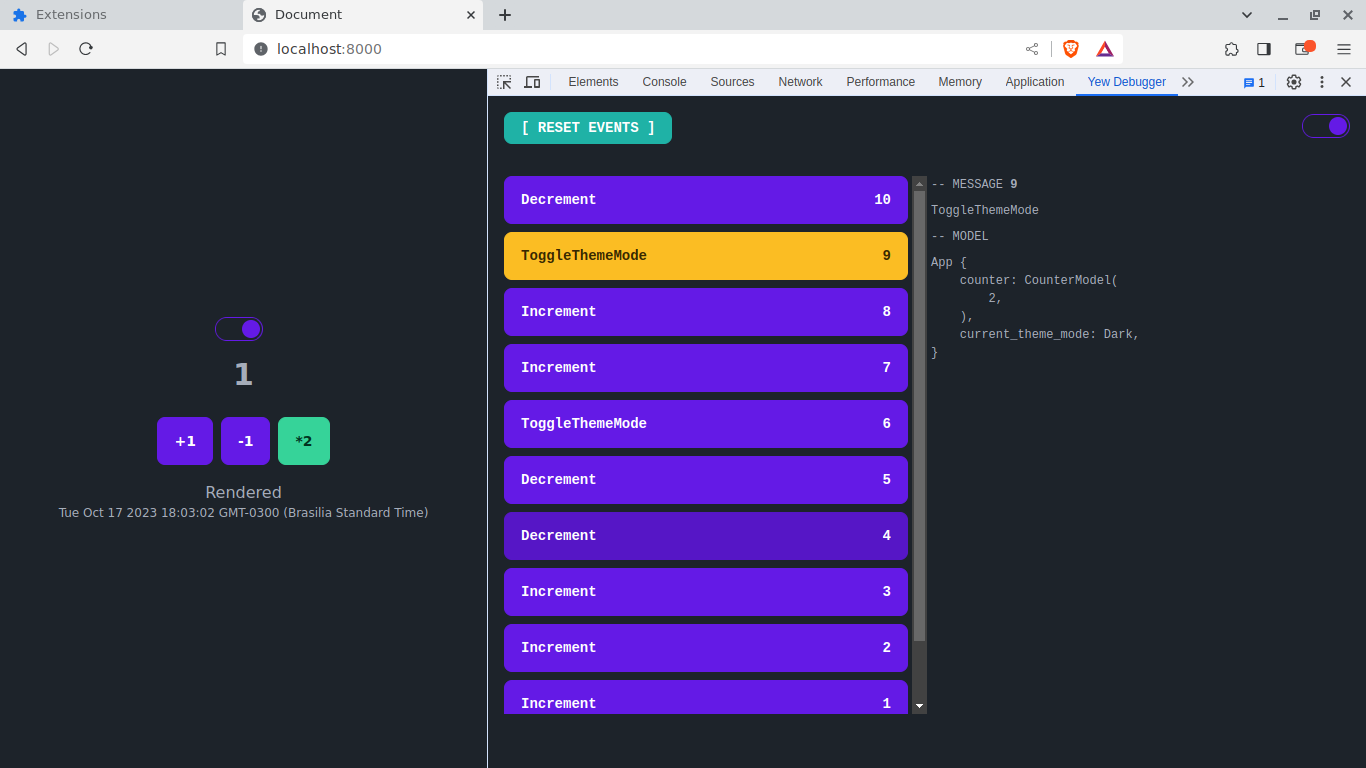 Extensions
Document
localhost:8000
Elements Console Sources Network Performance Memory Application Yew Debugger 1
1
+1 -1 *2
Rendered
Tue Oct 17 2023 18:03:02 GMT-0300 (Brasilia Standard Time)
[ RESET EVENTS ]
Decrement 10
ToggleThemeMode 9
Increment 8
Increment 7
ToggleThemeMode 6
Decrement 5
Decrement 4
Increment 3
Increment 2
Increment 1
-- MESSAGE 9
ToggleThemeMode
-- MODEL
App {
    counter: CounterModel(
        2,
    ),
    current_theme_mode: Dark,
}